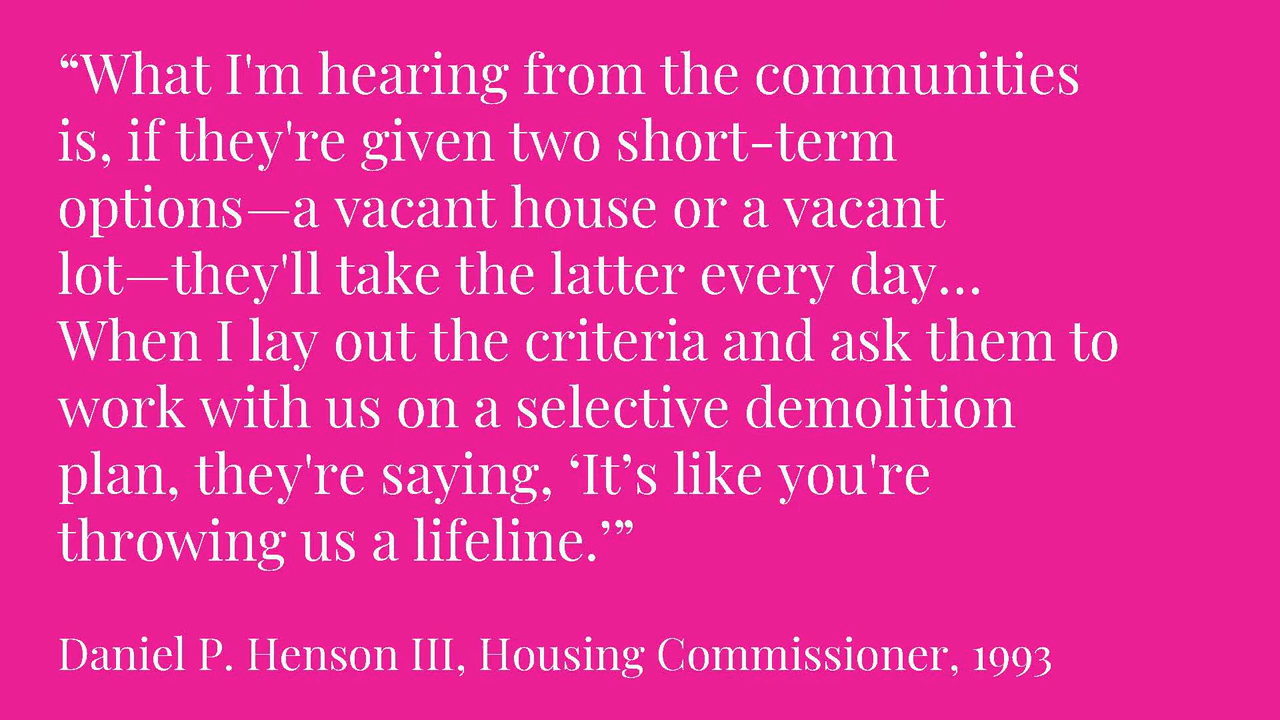 “What I'm hearing from the communities
is, if they're given two short-term
options—a vacant house or a vacant
lot—they'll take the latter every day...
When I lay out the criteria and ask them to
work with us on a selective demolition
plan, they're saying, ‘It’s like you're
throwing us a lifeline.’”
Daniel P. Henson III, Housing Commissioner, 1993